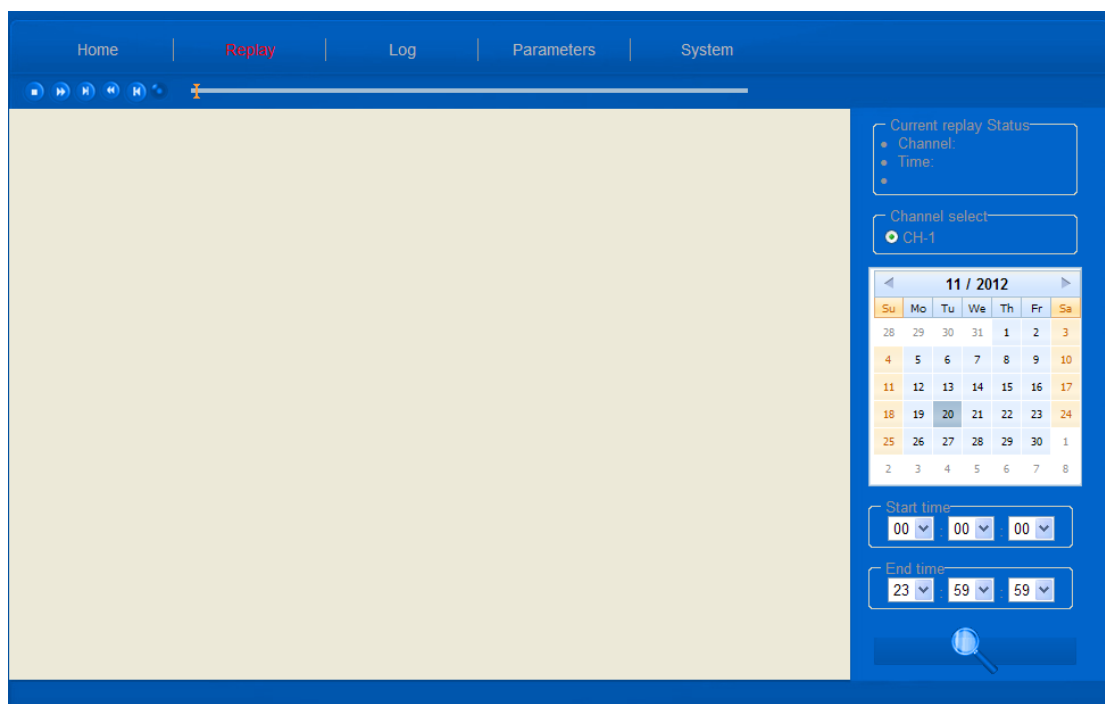 Home Replay Log Parameters System
Current replay Status
Channel:
Time:
Channel select
CH-1
11 / 2012
Su Mo Tu We Th Fr Sa
28 29 30 31 1 2 3
4 5 6 7 8 9 10
11 12 13 14 15 16 17
18 19 20 21 22 23 24
25 26 27 28 29 30 1
2 3 4 5 6 7 8
Start time
00 : 00 : 00
End time
23 : 59 : 59